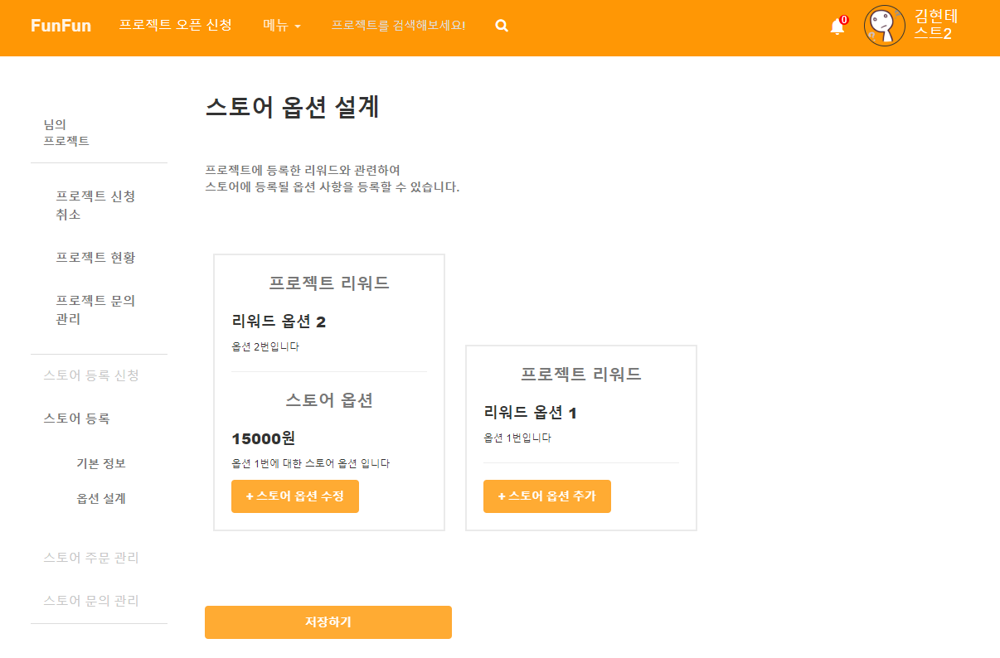 FunFun
프로젝트 오픈 신청
메뉴
프로젝트를 검색해보세요!
0
김현테
스트2
님의
프로젝트
프로젝트 신청
취소
프로젝트 현황
프로젝트 문의
관리
스토어 등록 신청
스토어 등록
기본 정보
옵션 설계
스토어 주문 관리
스토어 문의 관리
스토어 옵션 설계
프로젝트에 등록한 리워드와 관련하여
스토어에 등록될 옵션 사항을 등록할 수 있습니다.
프로젝트 리워드
리워드 옵션 2
옵션 2번입니다
스토어 옵션
15000원
옵션 1번에 대한 스토어 옵션 입니다
+ 스토어 옵션 수정
프로젝트 리워드
리워드 옵션 1
옵션 1번입니다
+ 스토어 옵션 추가
저장하기